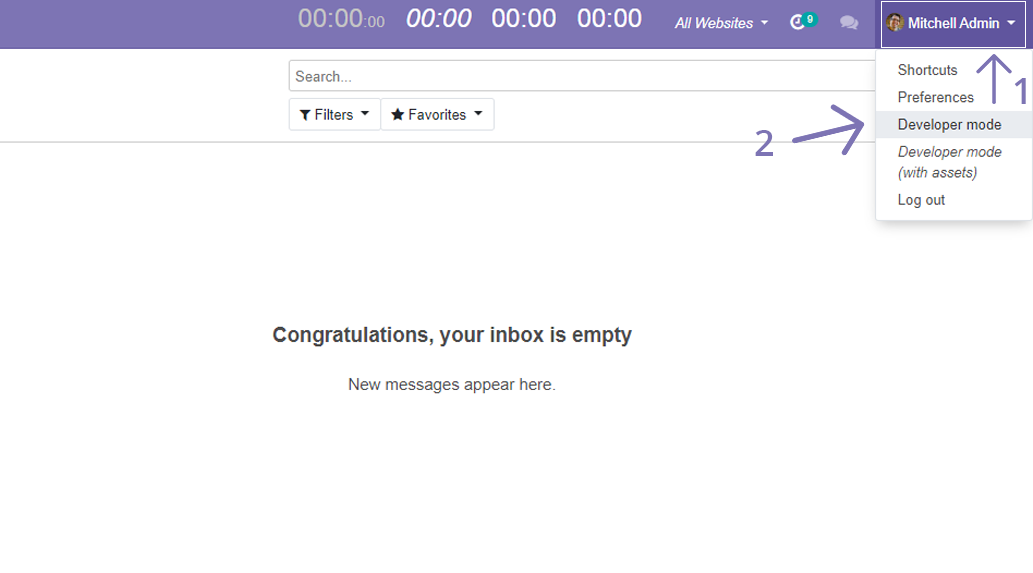 00:00:00 00:00 00:00 00:00 All Websites 9 Mitchell Admin
Search...
Filters Favorites
Shortcuts
Preferences
Developer mode
Developer mode
(with assets)
Log out
1
2
Congratulations, your inbox is empty
New messages appear here.